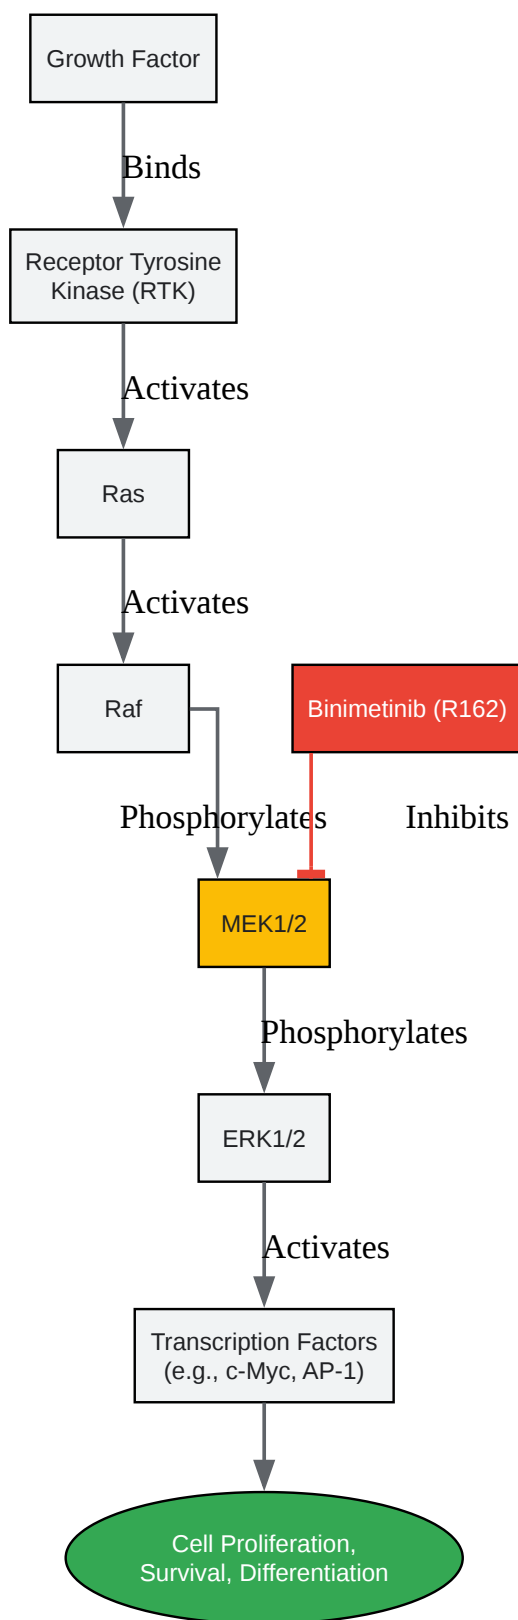 Growth Factor
Binds
Receptor Tyrosine
Kinase (RTK)
Activates
Ras
Activates
Raf
Binimetinib (R162)
Phosphorylates
Inhibits
MEK1/2
Phosphorylates
ERK1/2
Activates
Transcription Factors
(e.g., c-Myc, AP-1)
Cell Proliferation,
Survival, Differentiation